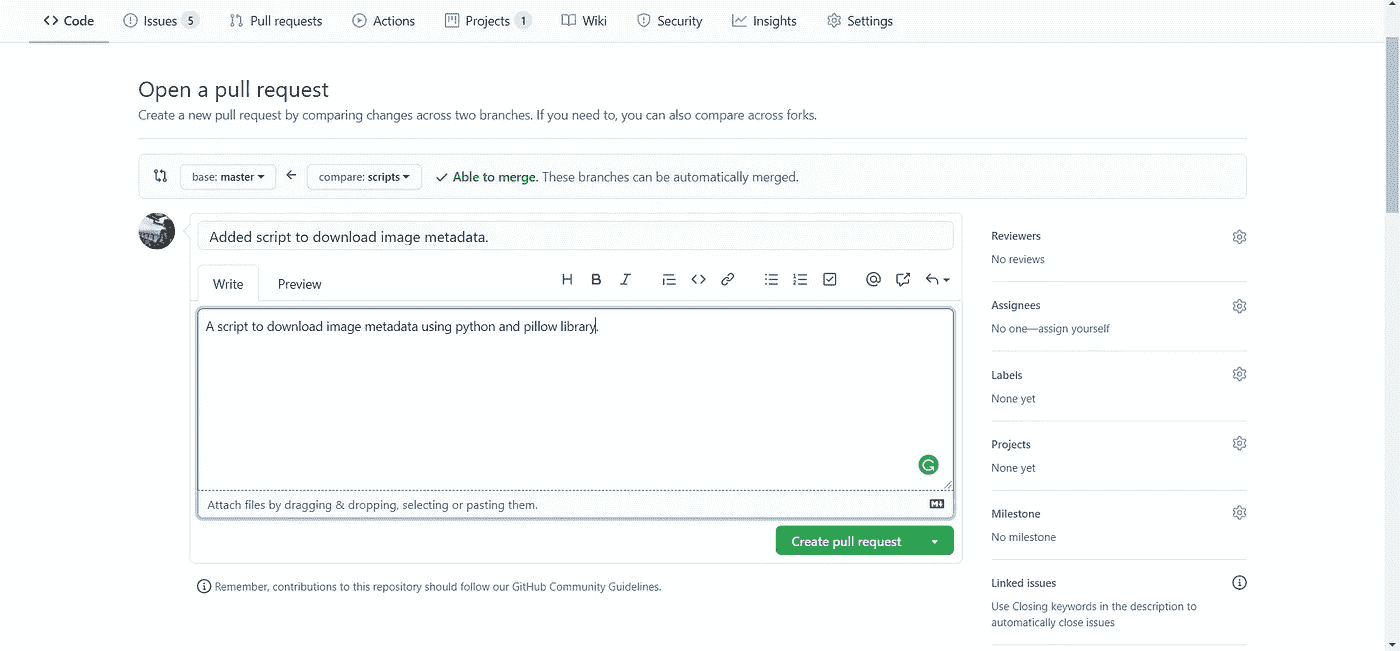 <> Code Issues 5 Pull requests Actions Projects 1 Wiki Security Insights Settings
Open a pull request
Create a new pull request by comparing changes across two branches. If you need to, you can also compare across forks.
base: master compare: scripts Able to merge. These branches can be automatically merged.
Added script to download image metadata.
Write Preview H B I <> @
A script to download image metadata using python and pillow library.
Attach files by dragging & dropping, selecting or pasting them.
Create pull request
Remember, contributions to this repository should follow our GitHub Community Guidelines.
Reviewers
No reviews
Assignees
No one—assign yourself
Labels
None yet
Projects
None yet
Milestone
No milestone
Linked issues
Use Closing keywords in the description to
automatically close issues